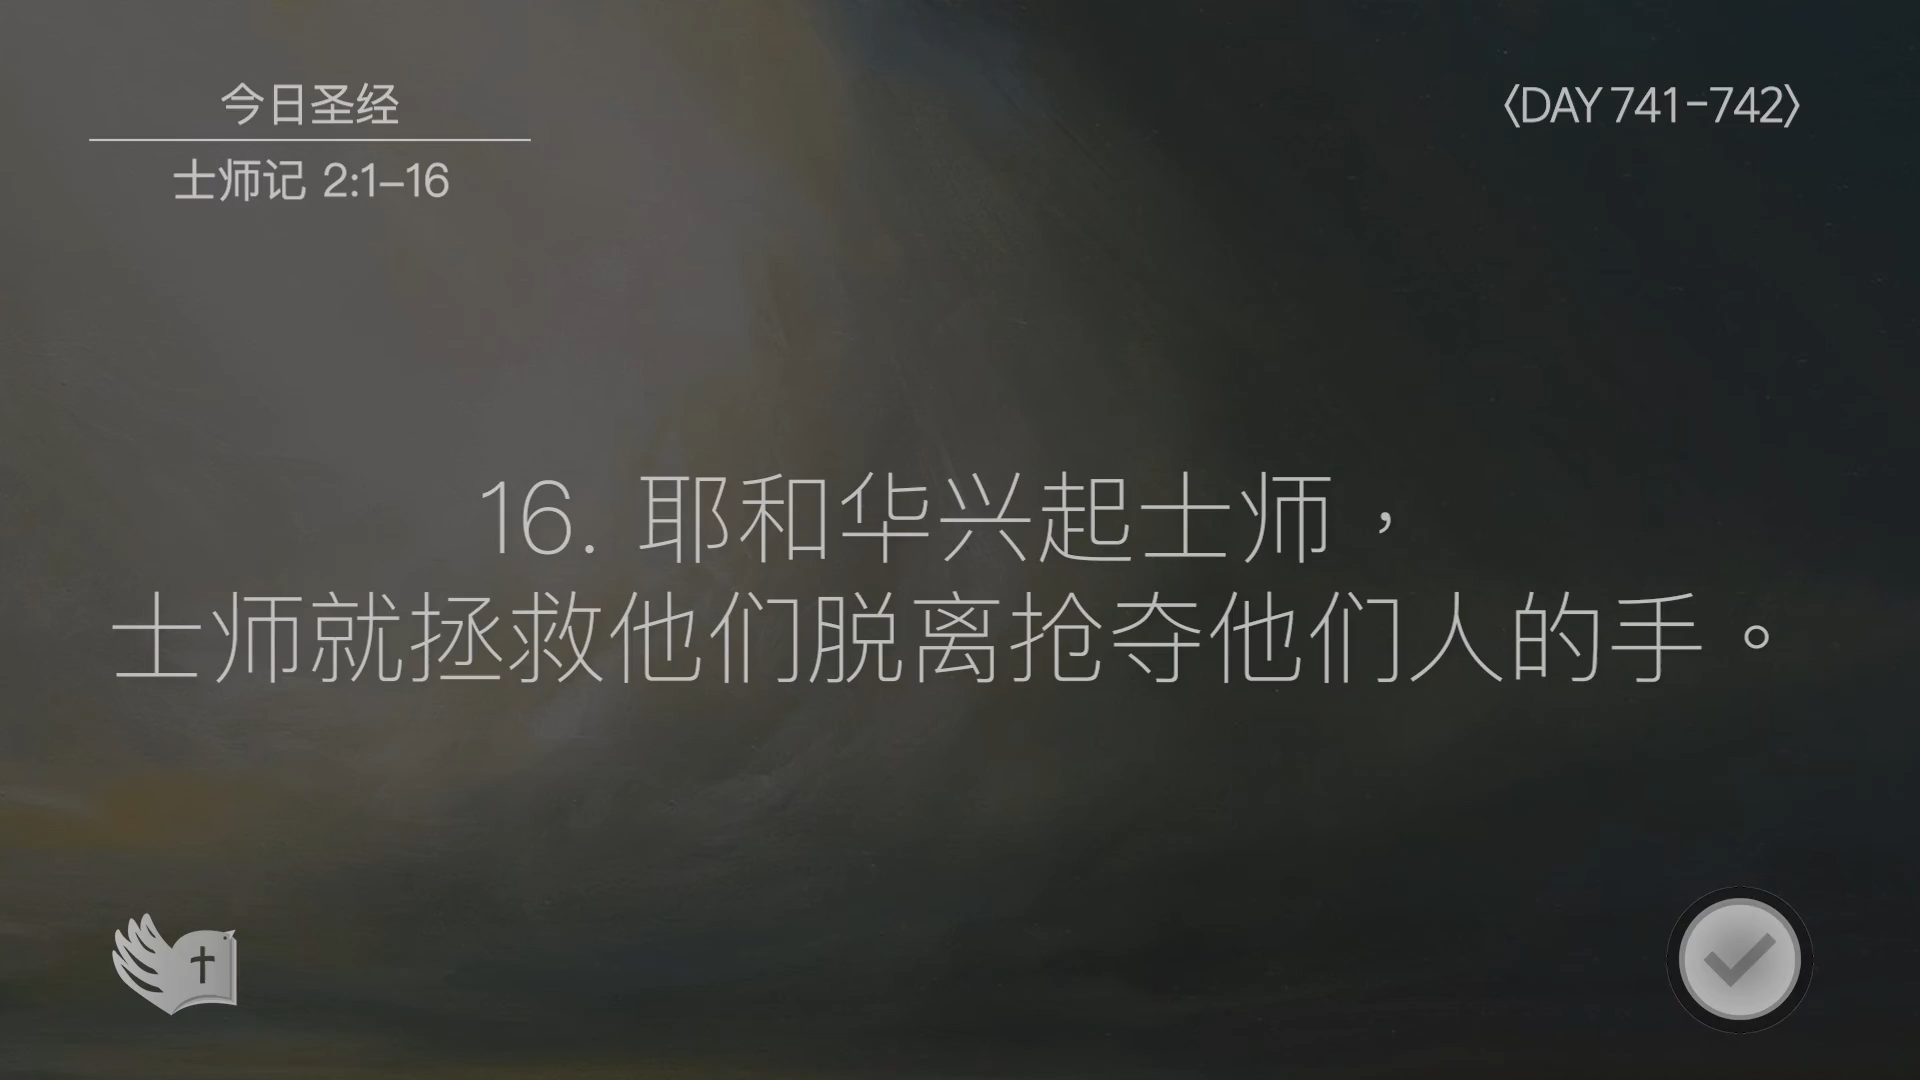 今日圣经
〈DAY 741-742〉
士师记 2:1–16
16. 耶和华兴起士师，
士师就拯救他们脱离抢夺他们人的手。